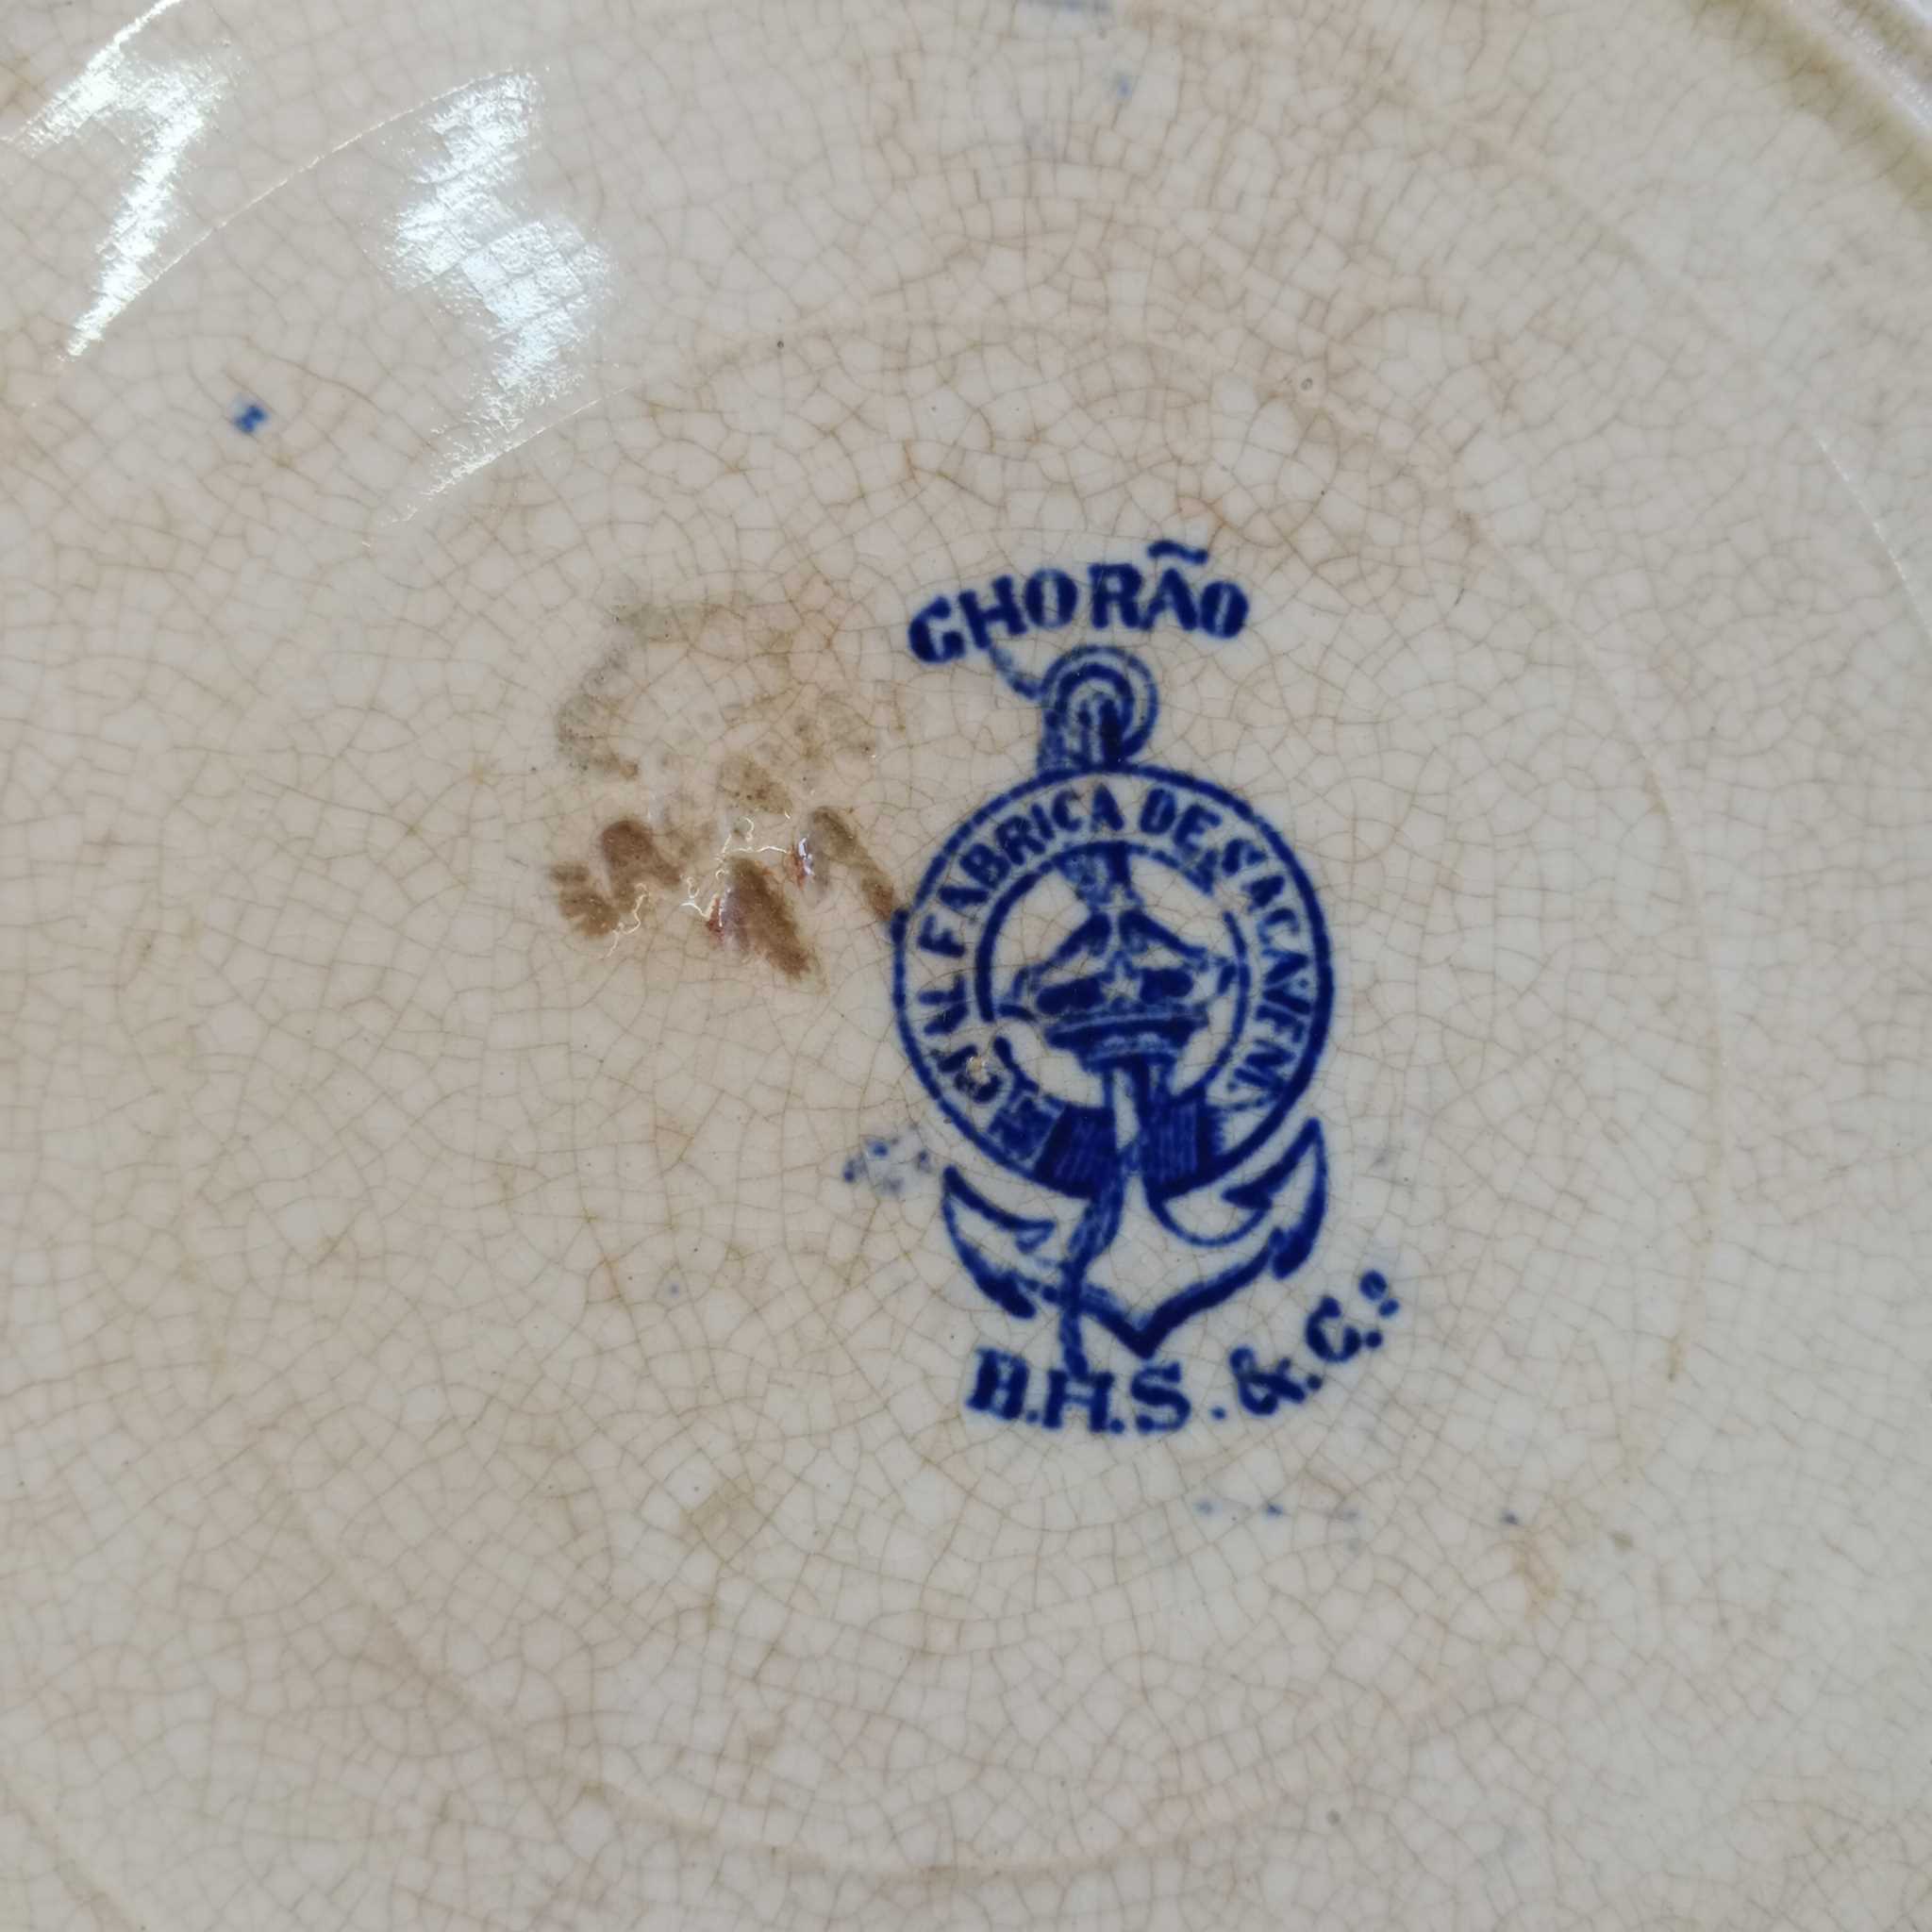 CHORÃO
REAL FABRICA DE SACAVEM
B.H.S. & C.ª